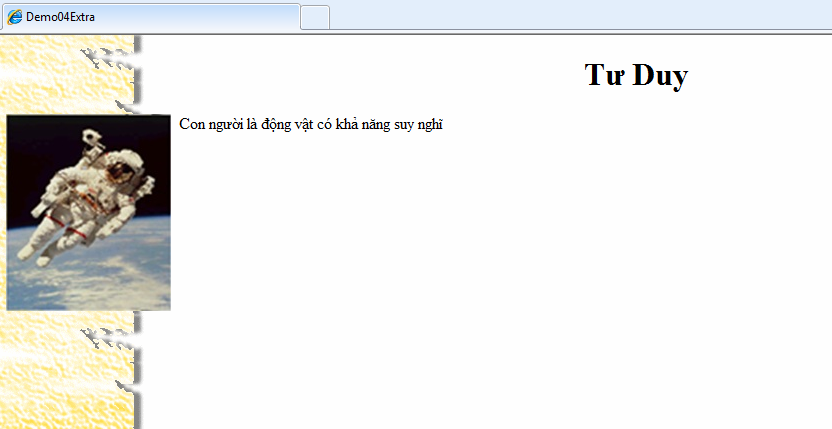 Demo04Extra
Tư Duy
Con người là động vật có khả năng suy nghĩ